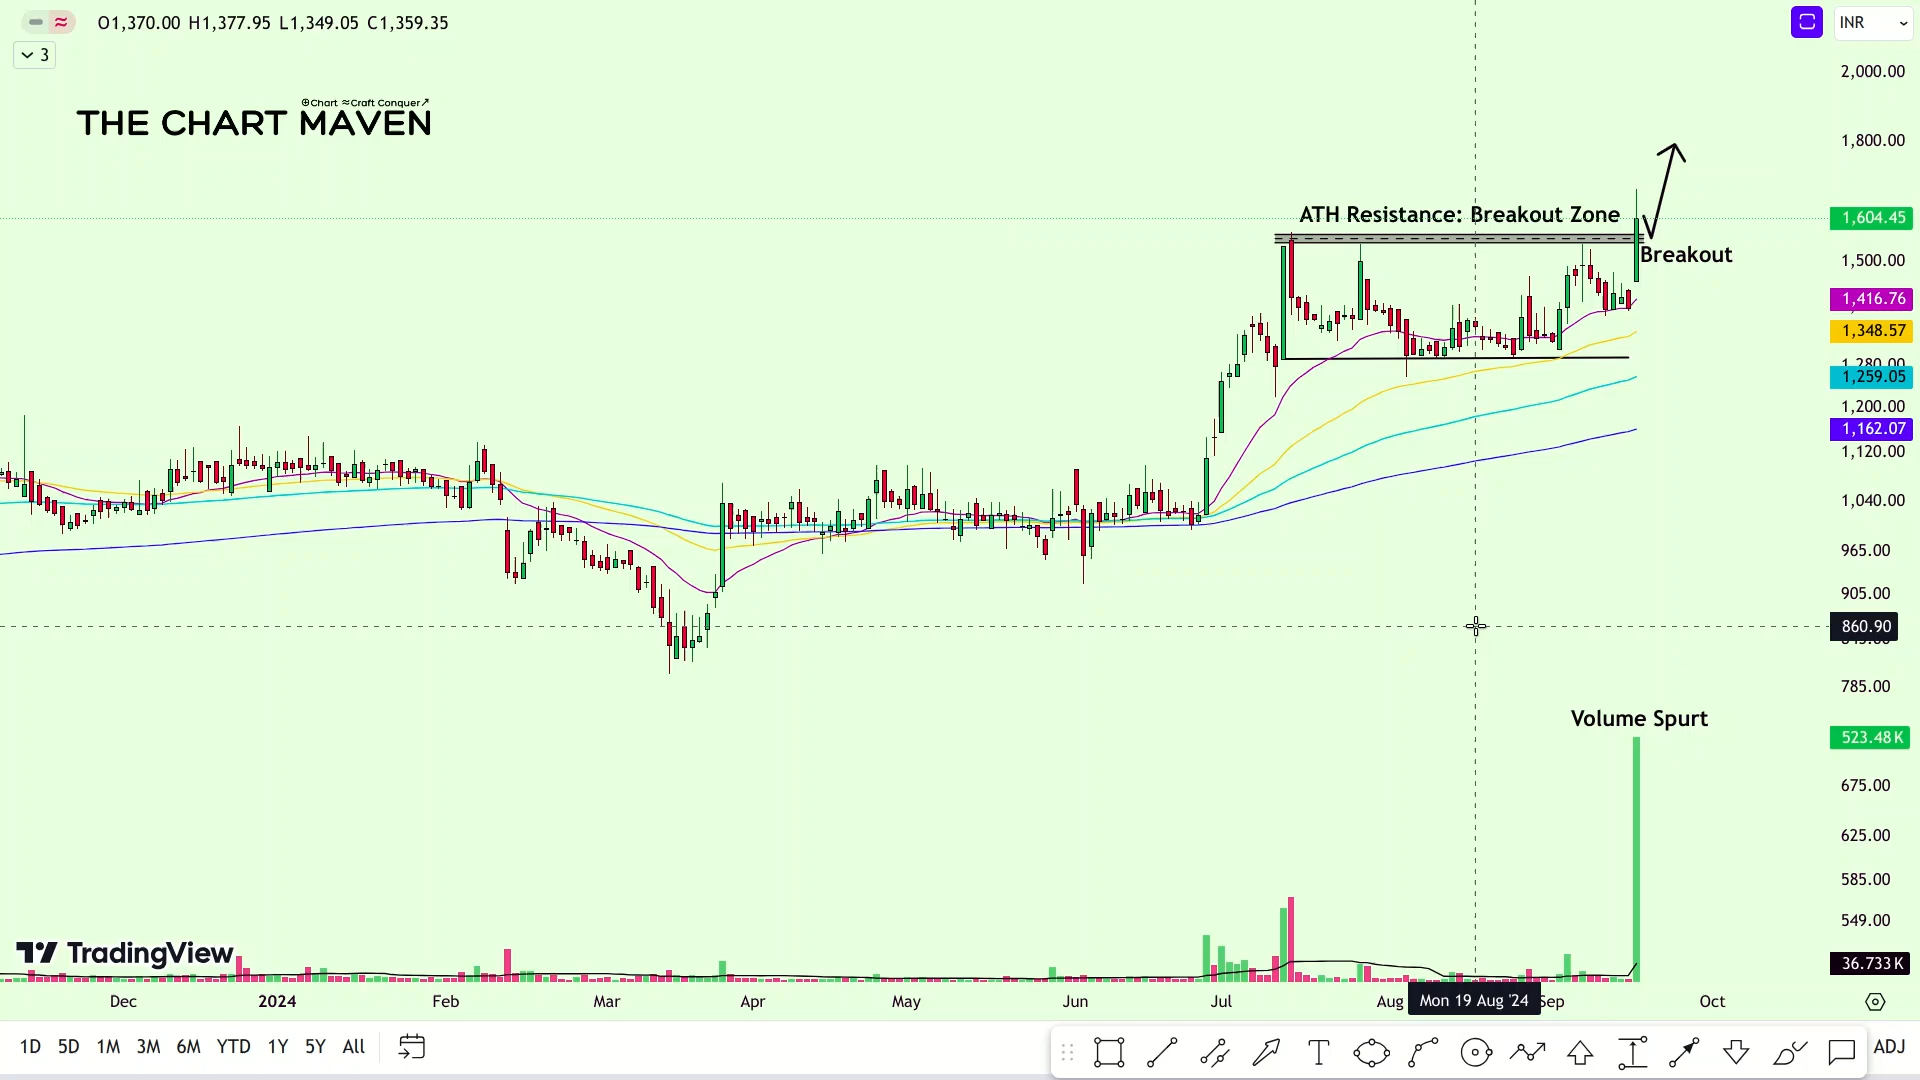 O1,370.00 H1,377.95 L1,349.05 C1,359.35
INR
3
2,000.00
Chart Craft Conquer
THE CHART MAVEN
1,800.00
ATH Resistance: Breakout Zone
1,604.45
Breakout
1,500.00
1,416.76
1,348.57
1,280.00
1,259.05
1,200.00
1,162.07
1,120.00
1,040.00
965.00
905.00
860.90
785.00
Volume Spurt
523.48 K
675.00
625.00
585.00
549.00
TradingView
36.733 K
Dec 2024 Feb Mar Apr May Jun Jul Aug Mon 19 Aug '24 Sep Oct
1D 5D 1M 3M 6M YTD 1Y 5Y All T ADJ